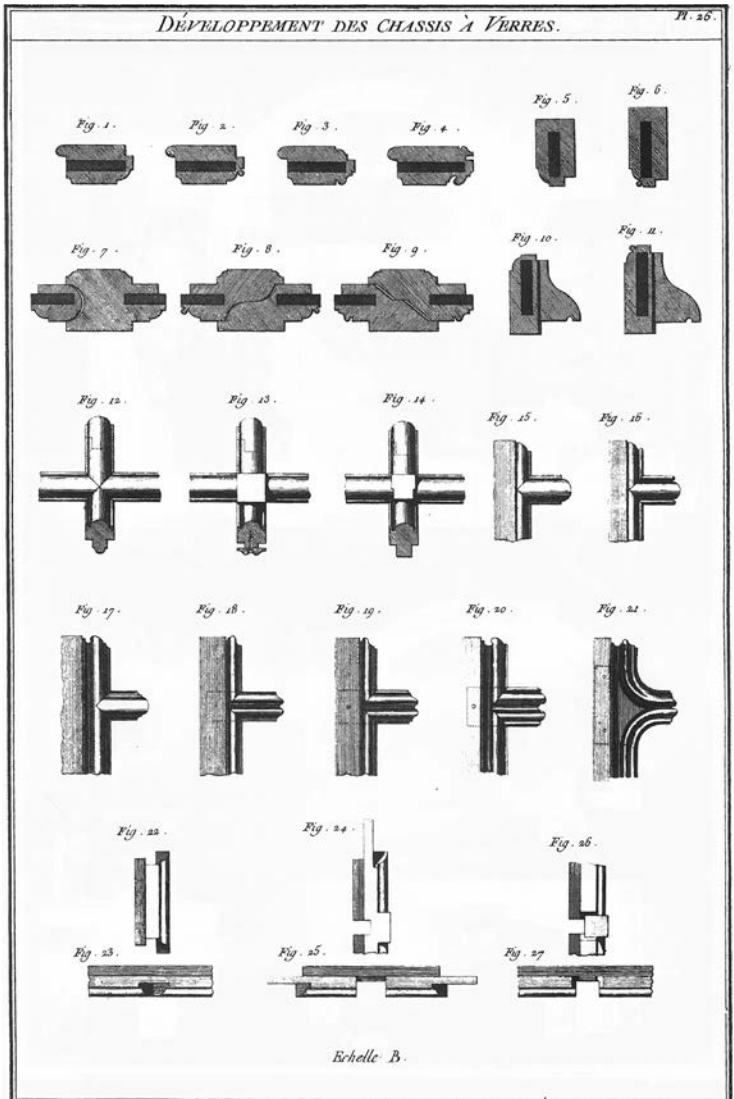 DÉVELOPPEMENT DES CHASSIS À VERRES.
Pl. 26.
Fig. 1.
Fig. 2.
Fig. 3.
Fig. 4.
Fig. 5.
Fig. 6.
Fig. 7.
Fig. 8.
Fig. 9.
Fig. 10.
Fig. 11.
Fig. 12.
Fig. 13.
Fig. 14.
Fig. 15.
Fig. 16.
Fig. 17.
Fig. 18.
Fig. 19.
Fig. 20.
Fig. 21.
Fig. 22.
Fig. 24.
Fig. 26.
Fig. 23.
Fig. 25.
Fig. 27
Echelle B.